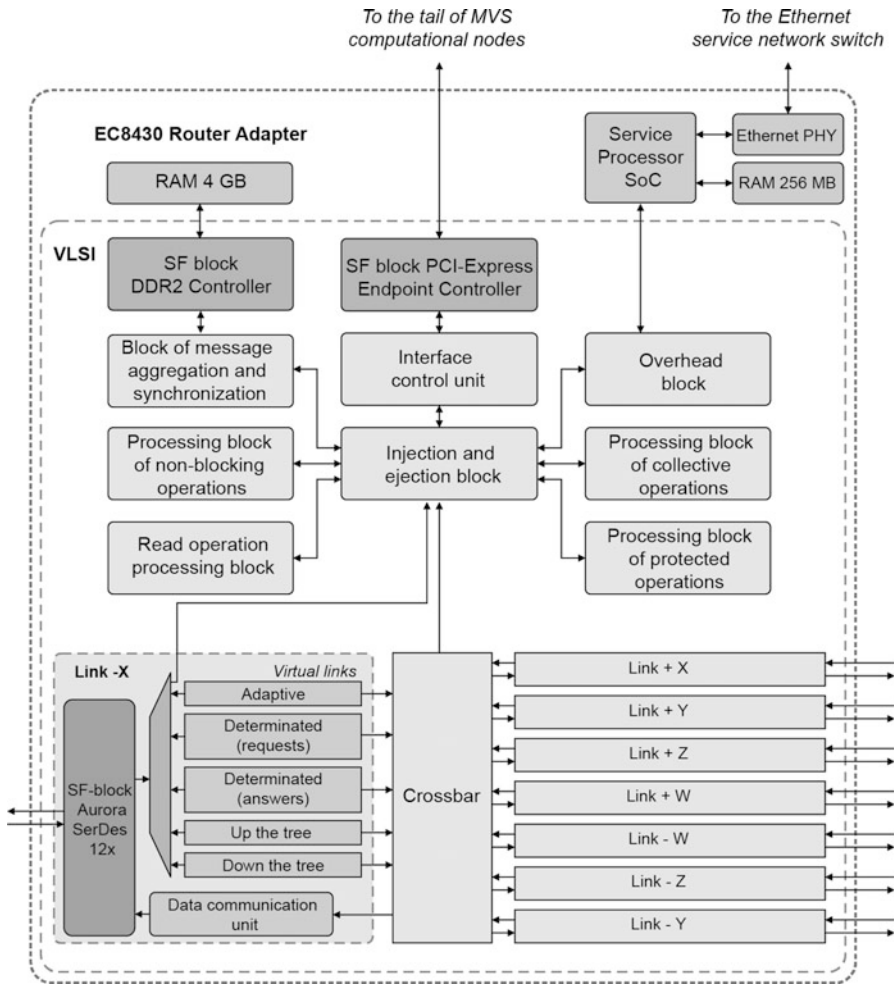 To the tail of MVS
computational nodes
To the Ethernet
service network switch
EC8430 Router Adapter
RAM 4 GB
Service
Processor
SoC
Ethernet PHY
RAM 256 MB
VLSI
SF block
DDR2 Controller
SF block PCI-Express
Endpoint Controller
Block of message
aggregation and
synchronization
Interface
control unit
Overhead
block
Processing block
of non-blocking
operations
Injection and
ejection block
Processing block
of collective
operations
Read operation
processing block
Processing block
of protected
operations
Link -X
Virtual links
SF-block
Aurora
SerDes
12x
Adaptive
Determinated
(requests)
Determinated
(answers)
Up the tree
Down the tree
Data communication
unit
Crossbar
Link + X
Link + Y
Link + Z
Link + W
Link - W
Link - Z
Link - Y